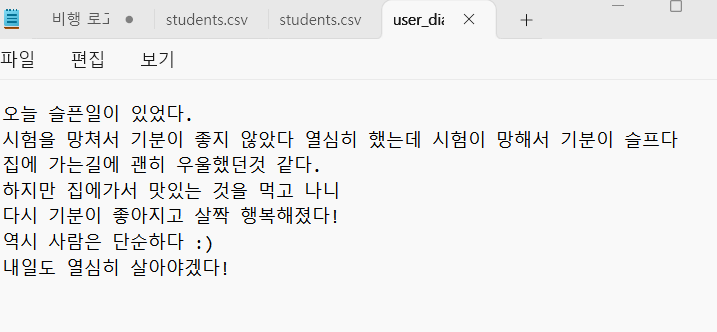 비행 로그
students.csv
students.csv
user_dia
파일 편집 보기
오늘 슬픈일이 있었다.
시험을 망쳐서 기분이 좋지 않았다 열심히 했는데 시험이 망해서 기분이 슬프다
집에 가는길에 괜히 우울했던것 같다.
하지만 집에가서 맛있는 것을 먹고 나니
다시 기분이 좋아지고 살짝 행복해졌다!
역시 사람은 단순하다 :)
내일도 열심히 살아야겠다!